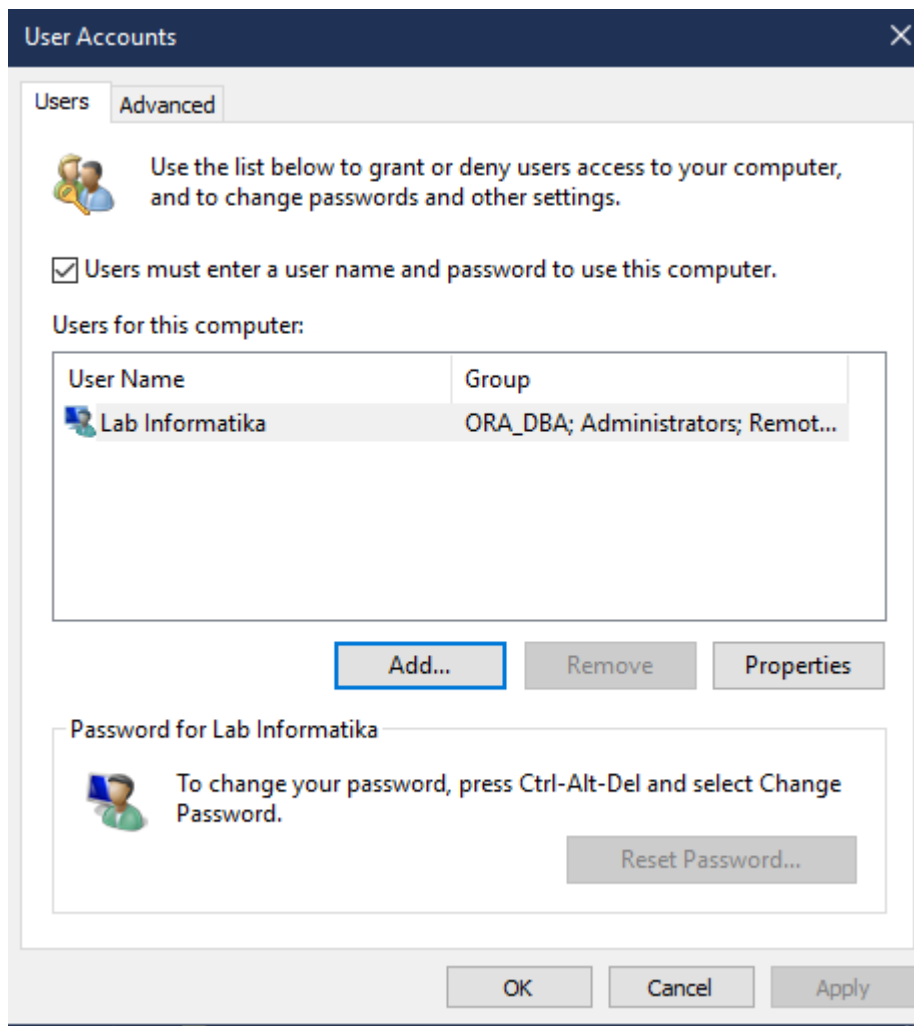 User Accounts
Users
Advanced
Use the list below to grant or deny users access to your computer,
and to change passwords and other settings.
Users must enter a user name and password to use this computer.
Users for this computer:
User Name Group
Lab Informatika ORA_DBA; Administrators; Remot...
Add... Remove Properties
Password for Lab Informatika
To change your password, press Ctrl-Alt-Del and select Change
Password.
Reset Password...
OK Cancel Apply